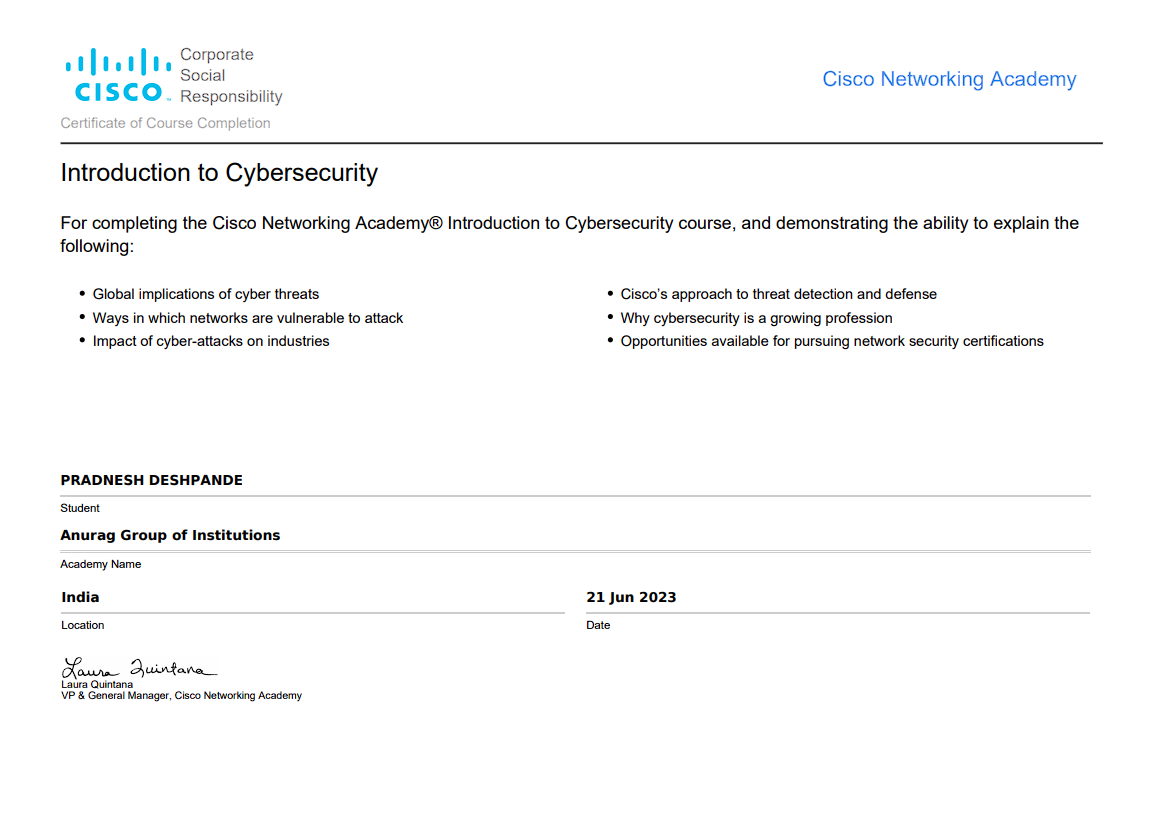 Corporate
Social
CISCO™ Responsibility
Cisco Networking Academy
Certificate of Course Completion
Introduction to Cybersecurity
For completing the Cisco Networking Academy® Introduction to Cybersecurity course, and demonstrating the ability to explain the
following:
• Global implications of cyber threats
• Ways in which networks are vulnerable to attack
• Impact of cyber-attacks on industries
• Cisco’s approach to threat detection and defense
• Why cybersecurity is a growing profession
• Opportunities available for pursuing network security certifications
PRADNESH DESHPANDE
Student
Anurag Group of Institutions
Academy Name
India
Location
21 Jun 2023
Date
Laura Quintana
Laura Quintana
VP & General Manager, Cisco Networking Academy